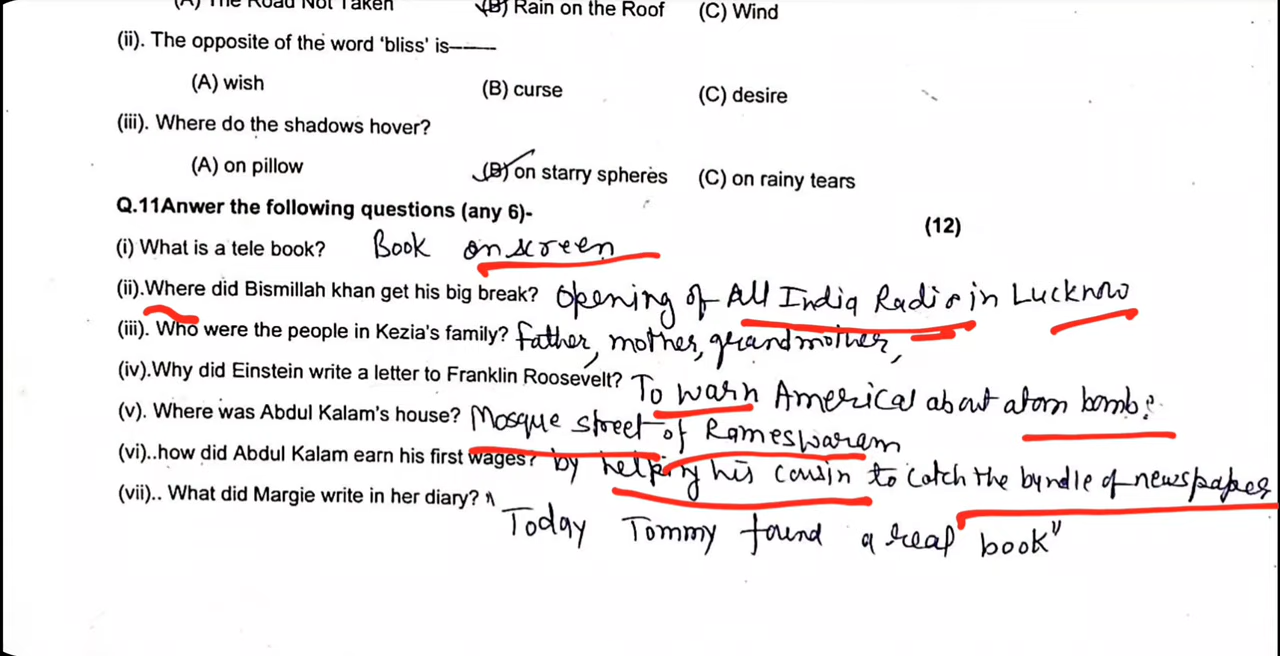 (A) The Road Not Taken (B) Rain on the Roof (C) Wind
(ii). The opposite of the word 'bliss' is——
(A) wish (B) curse (C) desire
(iii). Where do the shadows hover?
(A) on pillow (B) on starry spheres (C) on rainy tears
Q.11Anwer the following questions (any 6)-
(12)
(i) What is a tele book? Book on screen
(ii).Where did Bismillah khan get his big break? Opening of All India Radio in Lucknow
(iii). Who were the people in Kezia's family? Father, mother, grandmother,
(iv).Why did Einstein write a letter to Franklin Roosevelt? To warn America about atom bomb.
(v). Where was Abdul Kalam's house? Mosque street of Rameswaram
(vi)..how did Abdul Kalam earn his first wages? by helping his cousin to catch the bundle of newspaper
(vii).. What did Margie write in her diary? "
Today Tommy found a real book"